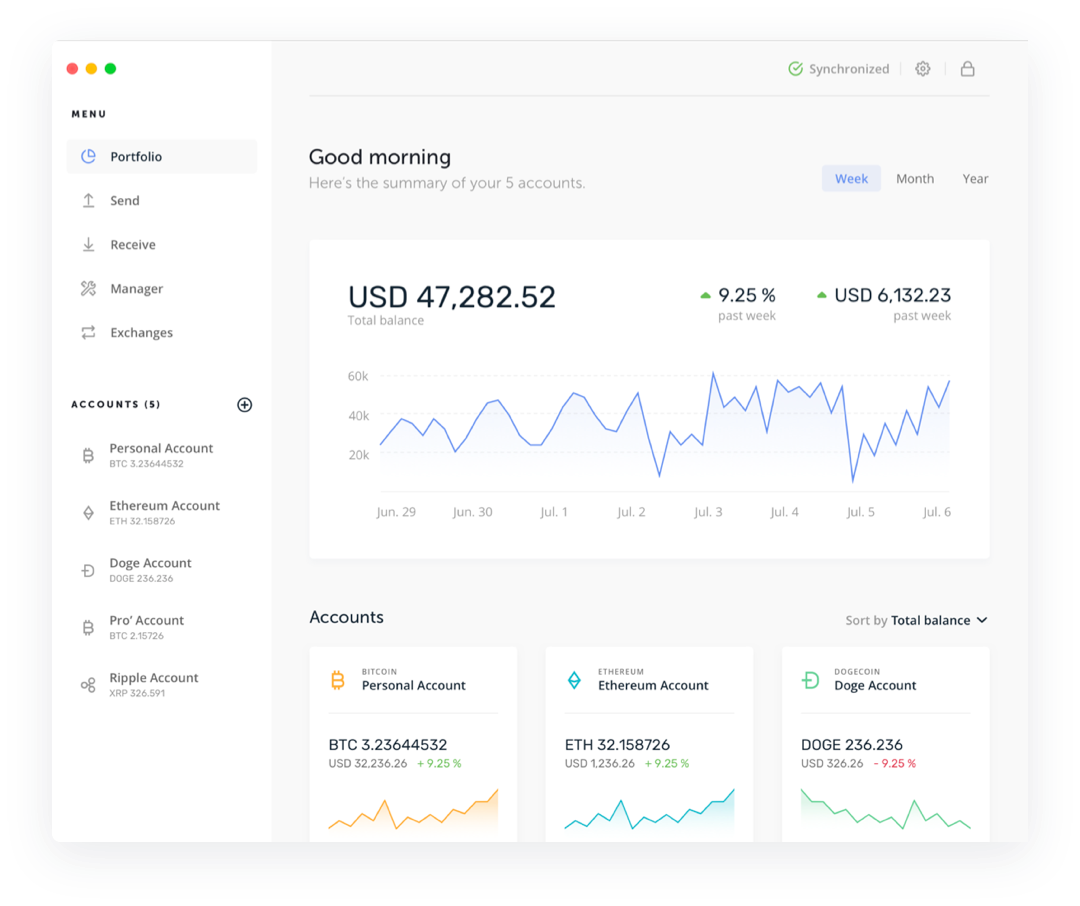 MENU
Portfolio
Send
Receive
Manager
Exchanges
ACCOUNTS (5)
Personal Account
BTC 3.23644532
Ethereum Account
ETH 32.158726
Doge Account
DOGE 236.236
Pro’ Account
BTC 2.15726
Ripple Account
XRP 326.591
Synchronized
Good morning
Here’s the summary of your 5 accounts.
Week Month Year
USD 47,282.52
Total balance
9.25 %
past week
USD 6,132.23
past week
60k
40k
20k
Jun. 29 Jun. 30 Jul. 1 Jul. 2 Jul. 3 Jul. 4 Jul. 5 Jul. 6
Accounts
Sort by Total balance
BITCOIN
Personal Account
BTC 3.23644532
USD 32,236.26 + 9.25 %
ETHEREUM
Ethereum Account
ETH 32.158726
USD 1,236.26 + 9.25 %
DOGECOIN
Doge Account
DOGE 236.236
USD 326.26 - 9.25 %